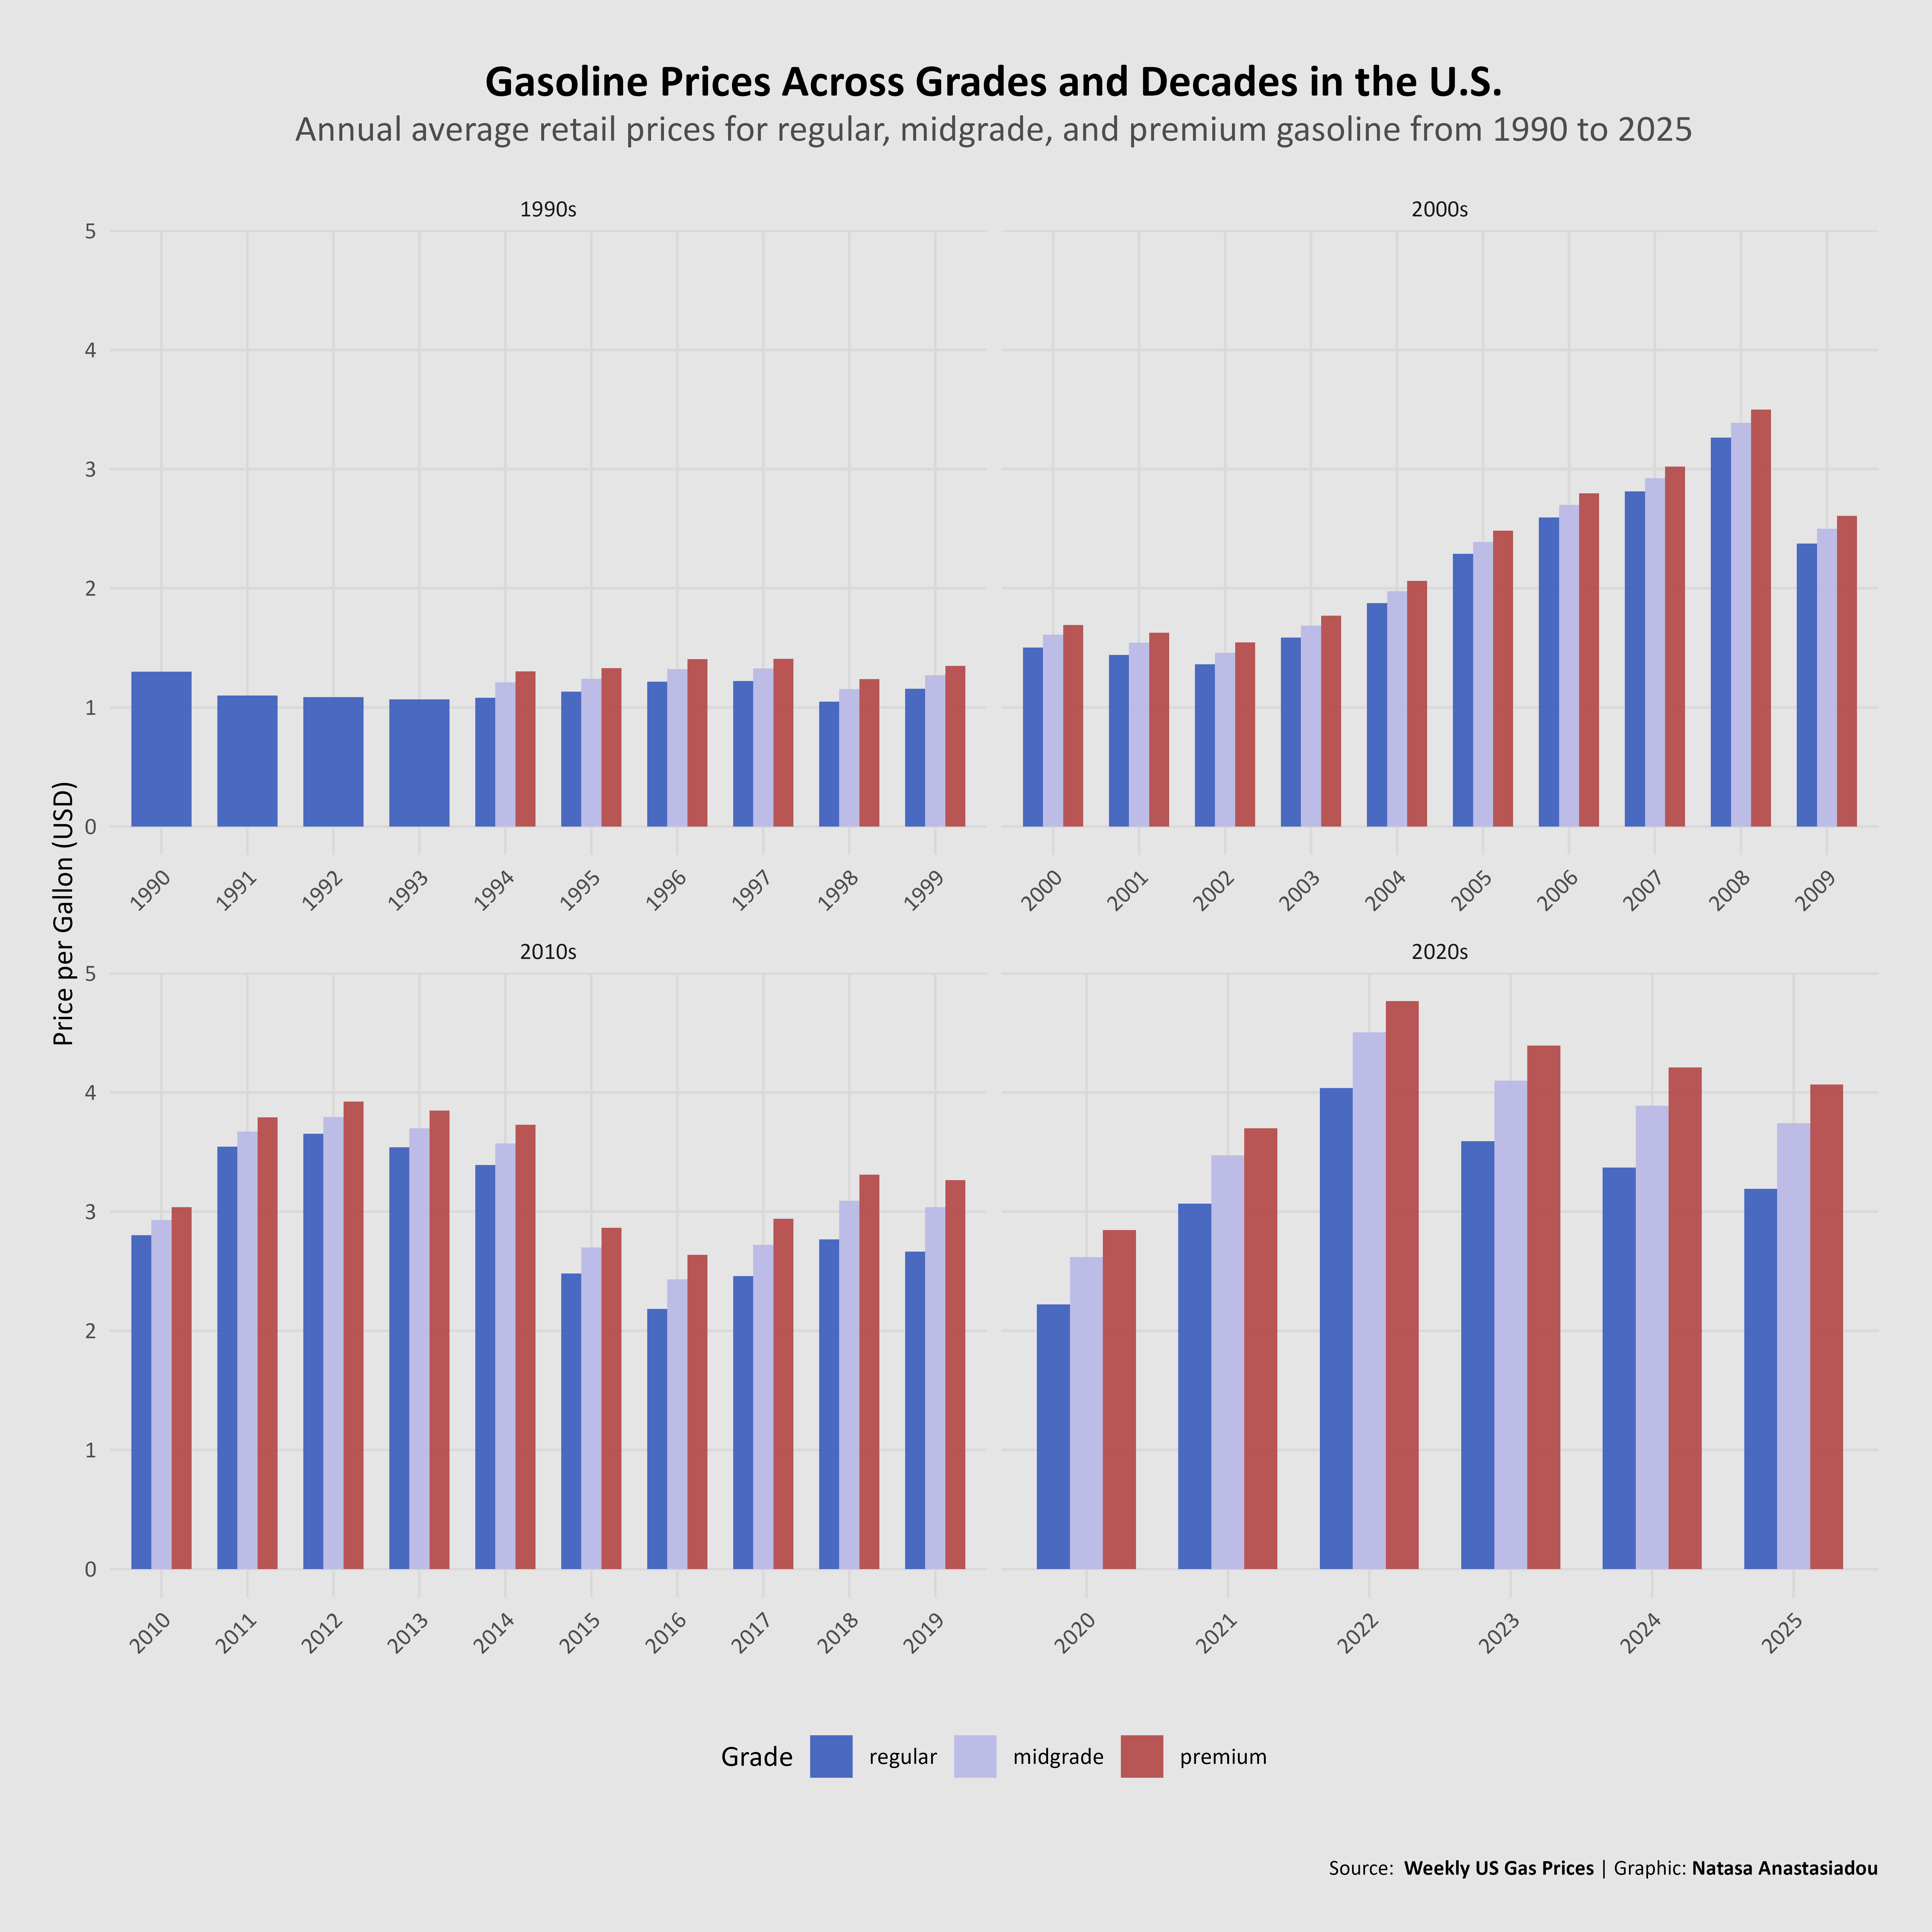 Gasoline Prices Across Grades and Decades in the U.S.
Annual average retail prices for regular, midgrade, and premium gasoline from 1990 to 2025
Price per Gallon (USD)
1990s
5
4
3
2
1
0
1990 1991 1992 1993 1994 1995 1996 1997 1998 1999
2000s
2000 2001 2002 2003 2004 2005 2006 2007 2008 2009
2010s
5
4
3
2
1
0
2010 2011 2012 2013 2014 2015 2016 2017 2018 2019
2020s
2020 2021 2022 2023 2024 2025
Grade regular midgrade premium
Source: Weekly US Gas Prices | Graphic: Natasa Anastasiadou